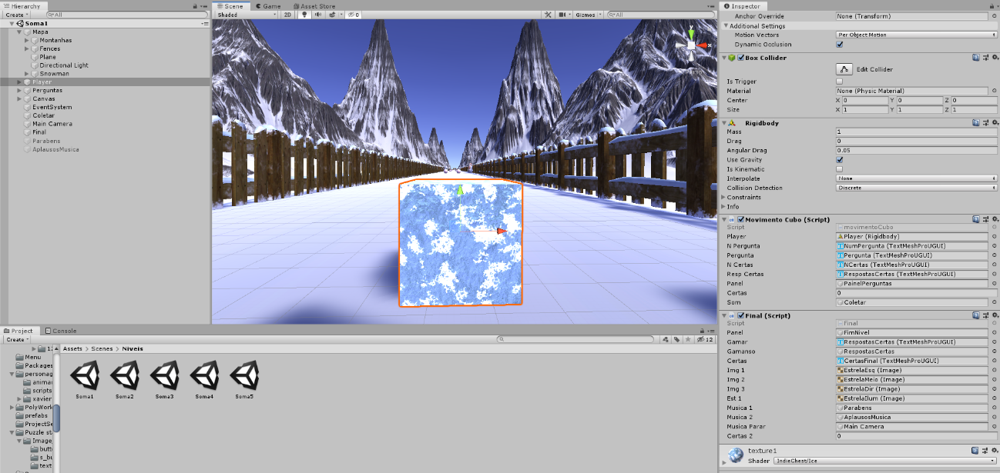 Hierarchy
Create
All
Soma1
Mapa
Montanhas
Fences
Plane
Directional Light
Snowman
Player
Perguntas
Canvas
EventSystem
Coletar
Main Camera
Final
Parabens
AplausosMusica
Scene
Game
Asset Store
Shaded
2D
0
Gizmos
All
y
x
Inspector
Anchor Override None (Transform)
Additional Settings
Motion Vectors Per Object Motion
Dynamic Occlusion
Box Collider
Edit Collider
Is Trigger
Material None (Physic Material)
Center X 0 Y 0 Z 0
Size X 1 Y 1 Z 1
Rigidbody
Mass 1
Drag 0
Angular Drag 0.05
Use Gravity
Is Kinematic
Interpolate None
Collision Detection Discrete
Constraints
Info
Movimento Cubo (Script)
Script movimentoCubo
Player Player (Rigidbody)
N Pergunta NumPergunta (TextMeshProUGUI)
Pergunta Pergunta (TextMeshProUGUI)
N Certas NCertas (TextMeshProUGUI)
Resp Certas RespostasCertas (TextMeshProUGUI)
Panel PainelPerguntas
Certas 0
Som Coletar
Final (Script)
Script Final
Panel FimNivel
Gamar RespostasCertas (TextMeshProUGUI)
Gamanso RespostasCertas
Certas CertasFinal (TextMeshProUGUI)
Img 1 EstrelaEsq (Image)
Img 2 EstrelaMeio (Image)
Img 3 EstrelaDir (Image)
Est 1 EstrelaIlum (Image)
Musica 1 Parabens
Musica 2 AplausosMusica
Musica Parar Main Camera
Certas 2 0
texture1
Shader IndieChest/Ice
Project
Console
Create
12
Menu
Packages
personag
animac
scripts
xavier
PolyWork
prefabs
ProjectSe
Puzzle st
Image
butt
s_bu
text
Assets Scenes Niveis
Soma1 Soma2 Soma3 Soma4 Soma5